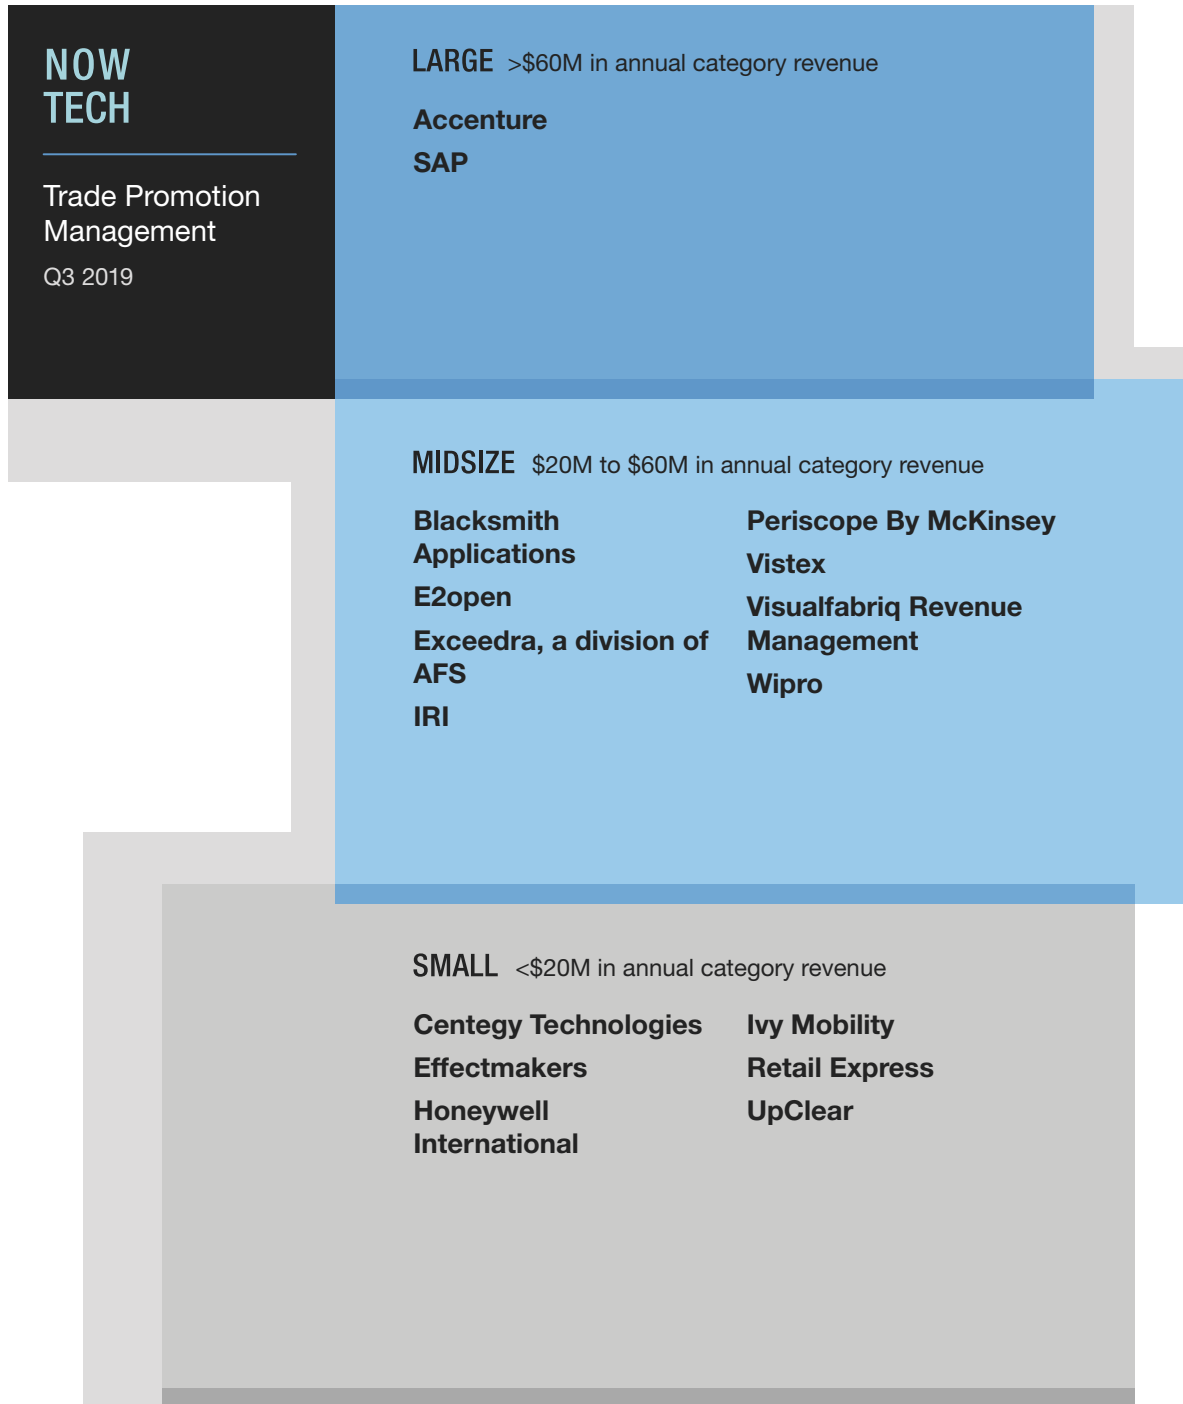 NOW
TECH
Trade Promotion
Management
Q3 2019
LARGE >$60M in annual category revenue
Accenture
SAP
MIDSIZE $20M to $60M in annual category revenue
Blacksmith
Applications
E2open
Exceedra, a division of
AFS
IRI
Periscope By McKinsey
Vistex
Visualfabriq Revenue
Management
Wipro
SMALL <$20M in annual category revenue
Centegy Technologies
Effectmakers
Honeywell
International
Ivy Mobility
Retail Express
UpClear